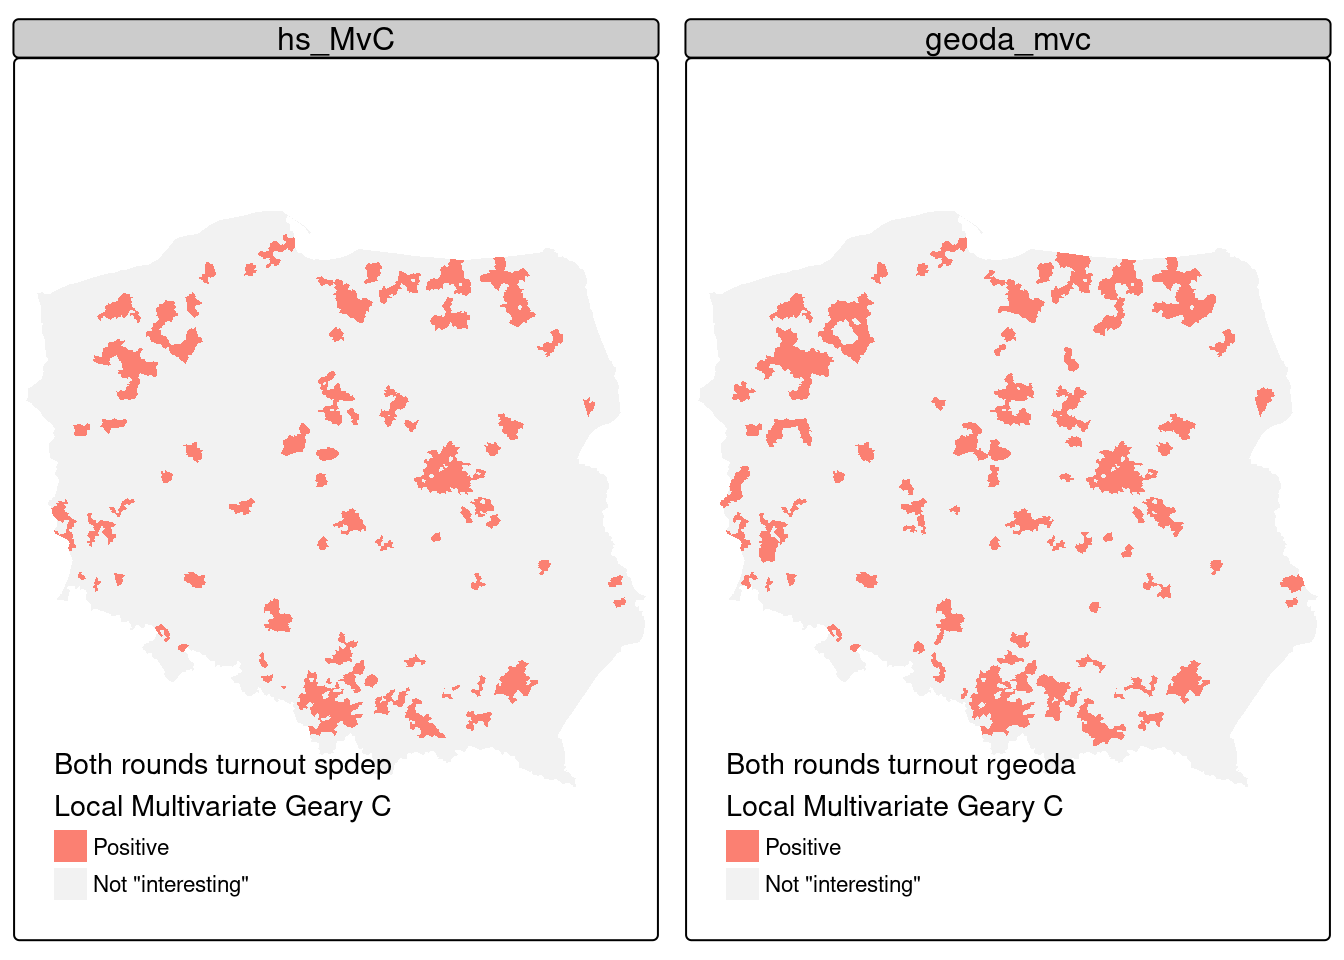 hs_MvC
Both rounds turnout spdep
Local Multivariate Geary C
Positive
Not "interesting"
geoda_mvc
Both rounds turnout rgeoda
Local Multivariate Geary C
Positive
Not "interesting"